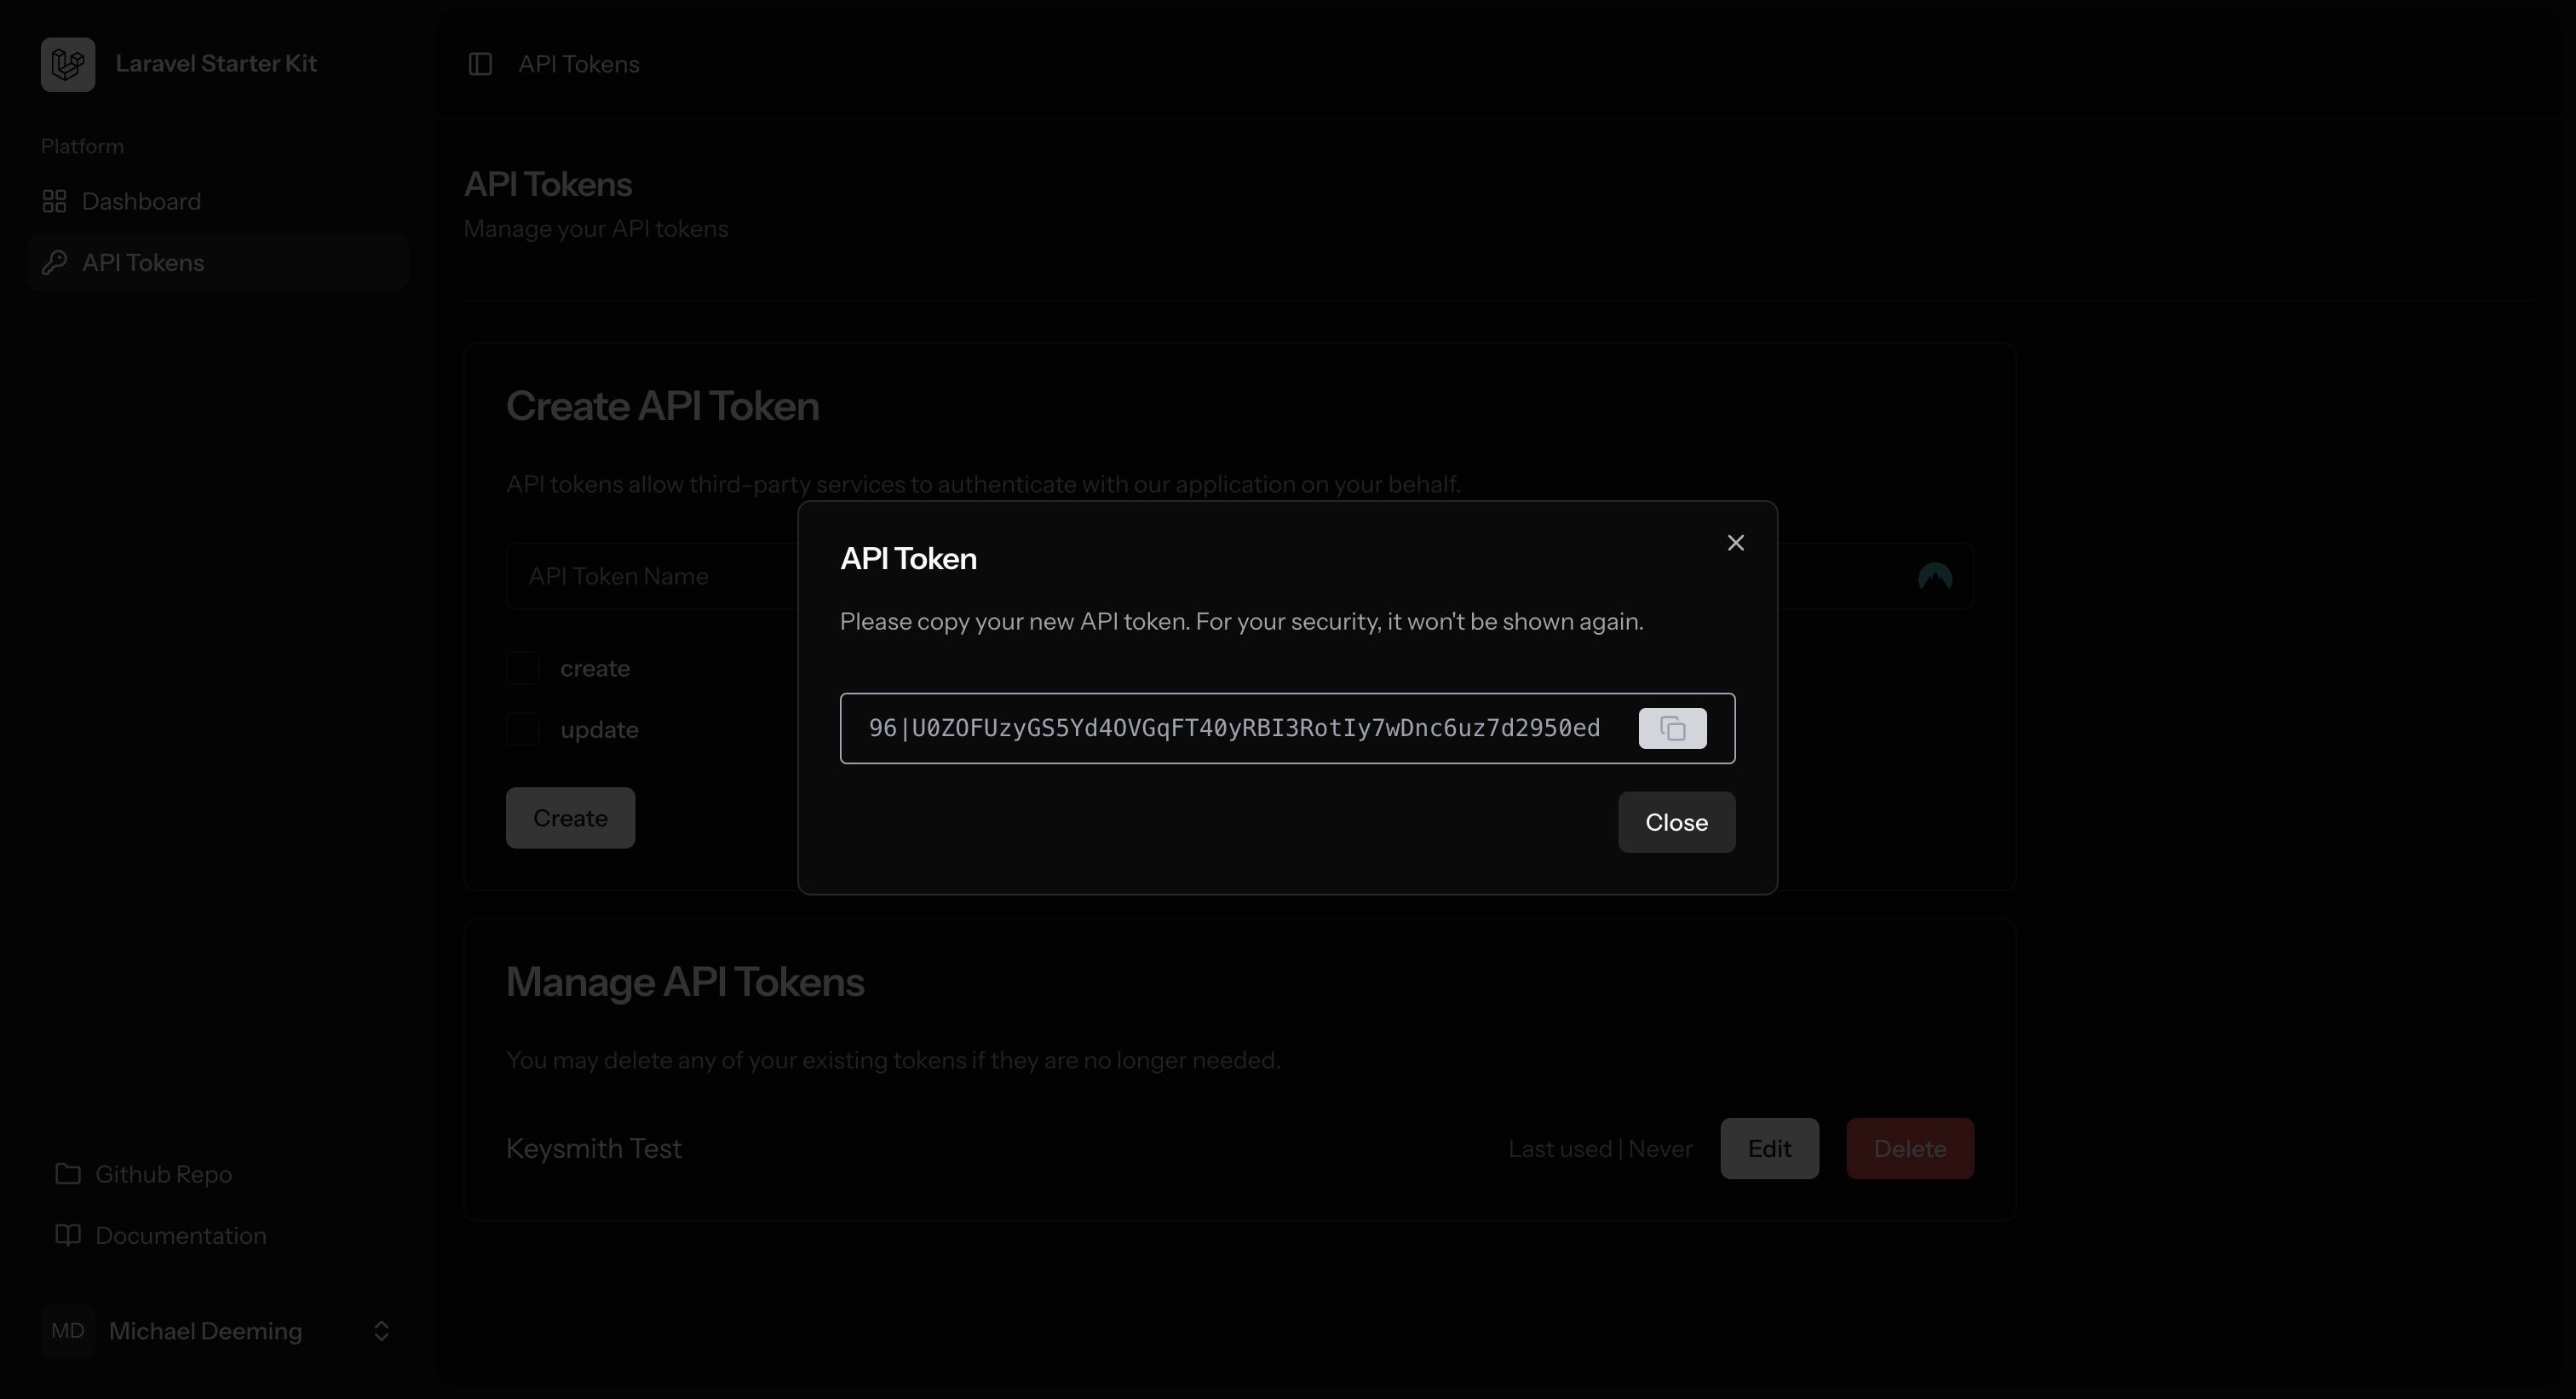 Laravel Starter Kit
API Tokens
Platform
Dashboard
API Tokens
API Tokens
Manage your API tokens
Create API Token
API tokens allow third-party services to authenticate with our application on your behalf.
API Token Name
create
update
Create
API Token
Please copy your new API token. For your security, it won't be shown again.
96|U0ZOFUzyGS5Yd4OVGqFT40yRBI3RotIy7wDnc6uz7d2950ed
Close
Manage API Tokens
You may delete any of your existing tokens if they are no longer needed.
Keysmith Test
Last used | Never
Edit
Delete
Github Repo
Documentation
MD
Michael Deeming